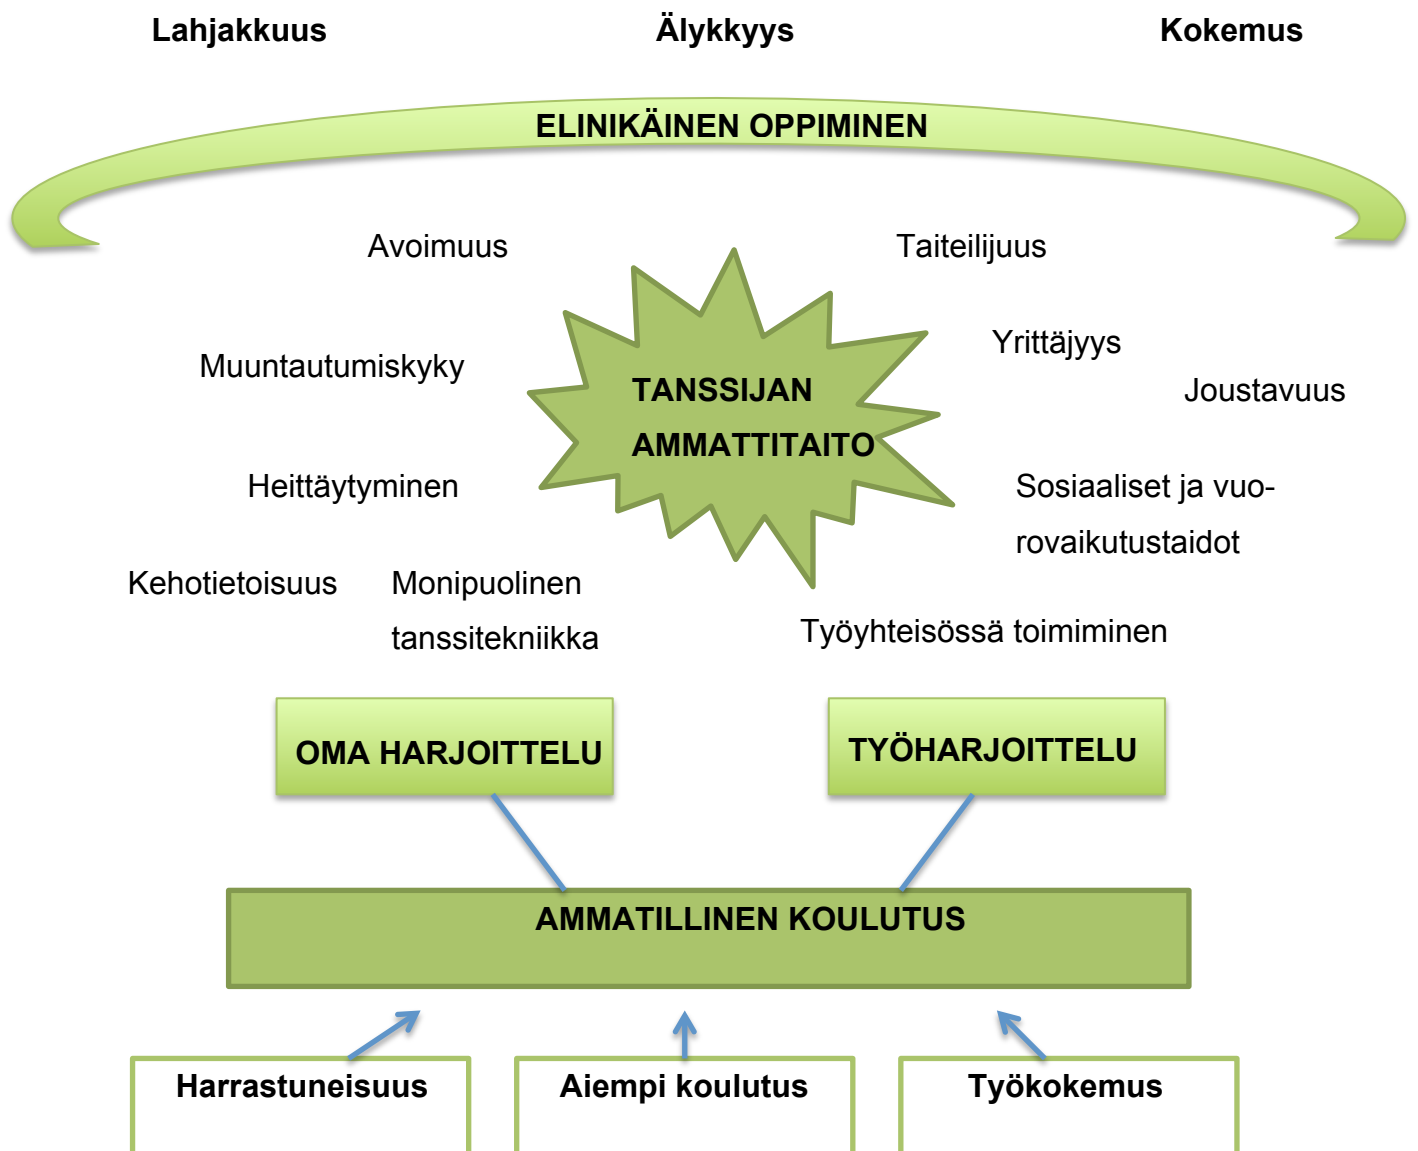 Lahjakkuus
Älykkyys
Kokemus
ELINIKÄINEN OPPIMINEN
Avoimuus
Taiteilijuus
Yrittäjyys
Muuntautumiskyky
TANSSIJAN
AMMATTITAITO
Joustavuus
Heittäytyminen
Sosiaaliset ja vuo-
rovaikutustaidot
Kehotietoisuus
Monipuolinen
tanssitekniikka
Työyhteisössä toimiminen
OMA HARJOITTELU
TYÖHARJOITTELU
AMMATILLINEN KOULUTUS
Harrastuneisuus
Aiempi koulutus
Työkokemus